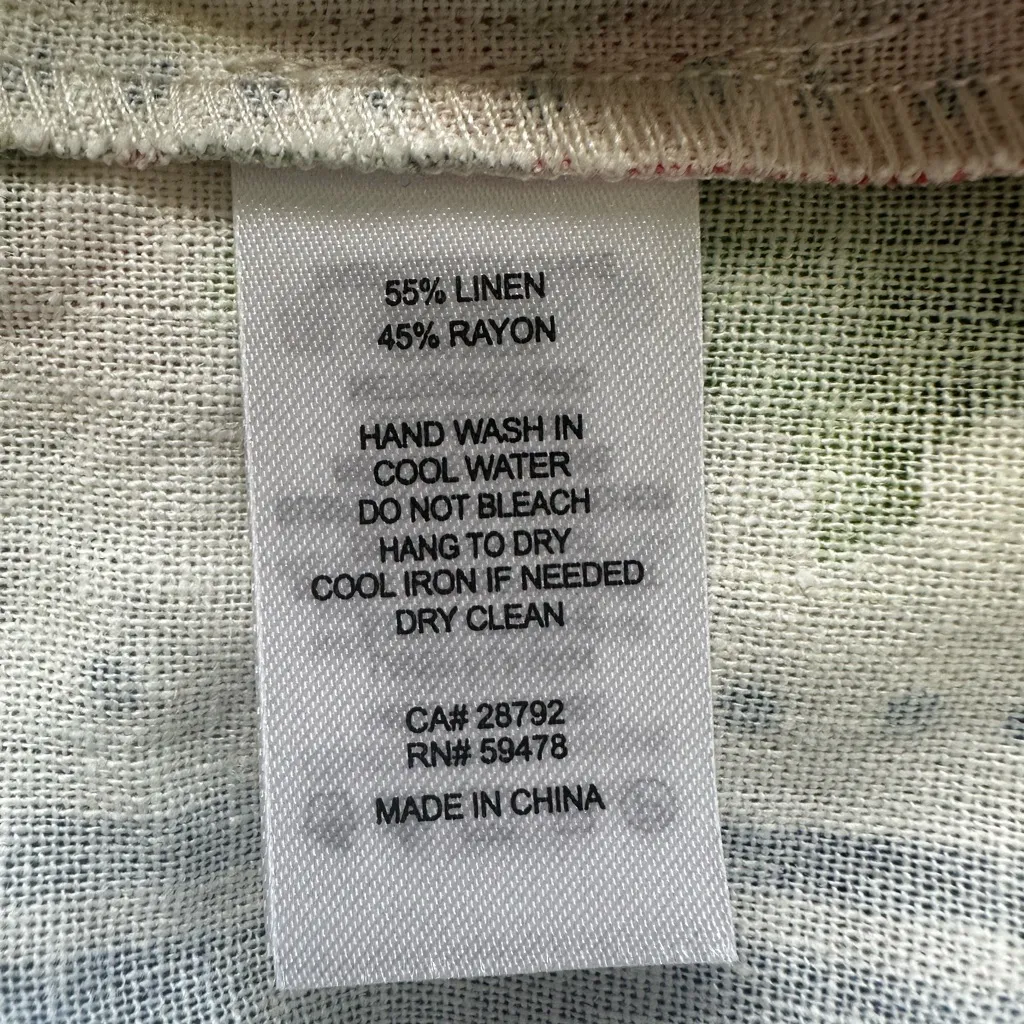 55% LINEN
45% RAYON
HAND WASH IN
COOL WATER
DO NOT BLEACH
HANG TO DRY
COOL IRON IF NEEDED
DRY CLEAN
CA# 28792
RN# 59478
MADE IN CHINA